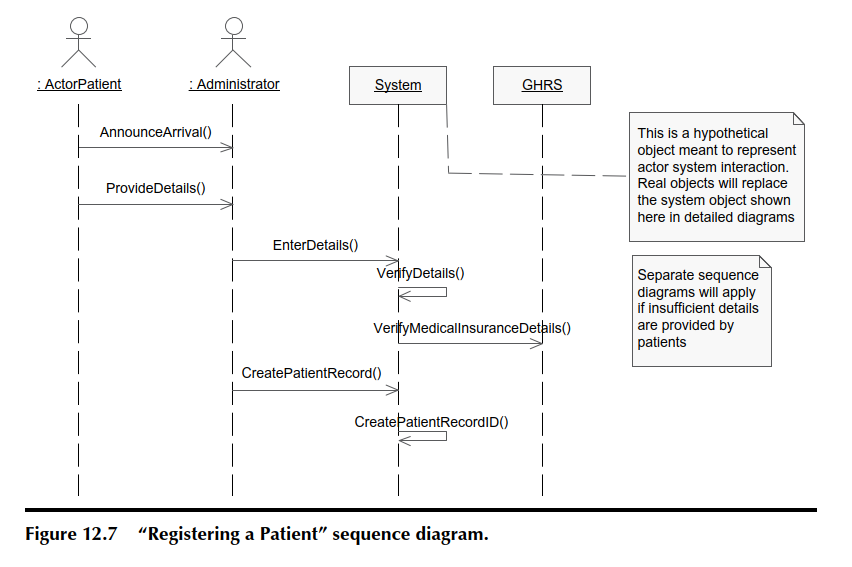 : ActorPatient
: Administrator
System
GHRS
AnnounceArrival()
ProvideDetails()
EnterDetails()
VerifyDetails()
VerifyMedicalInsuranceDetails()
CreatePatientRecord()
CreatePatientRecordID()
This is a hypothetical
object meant to represent
actor system interaction.
Real objects will replace
the system object shown
here in detailed diagrams
Separate sequence
diagrams will apply
if insufficient details
are provided by
patients
Figure 12.7 “Registering a Patient” sequence diagram.